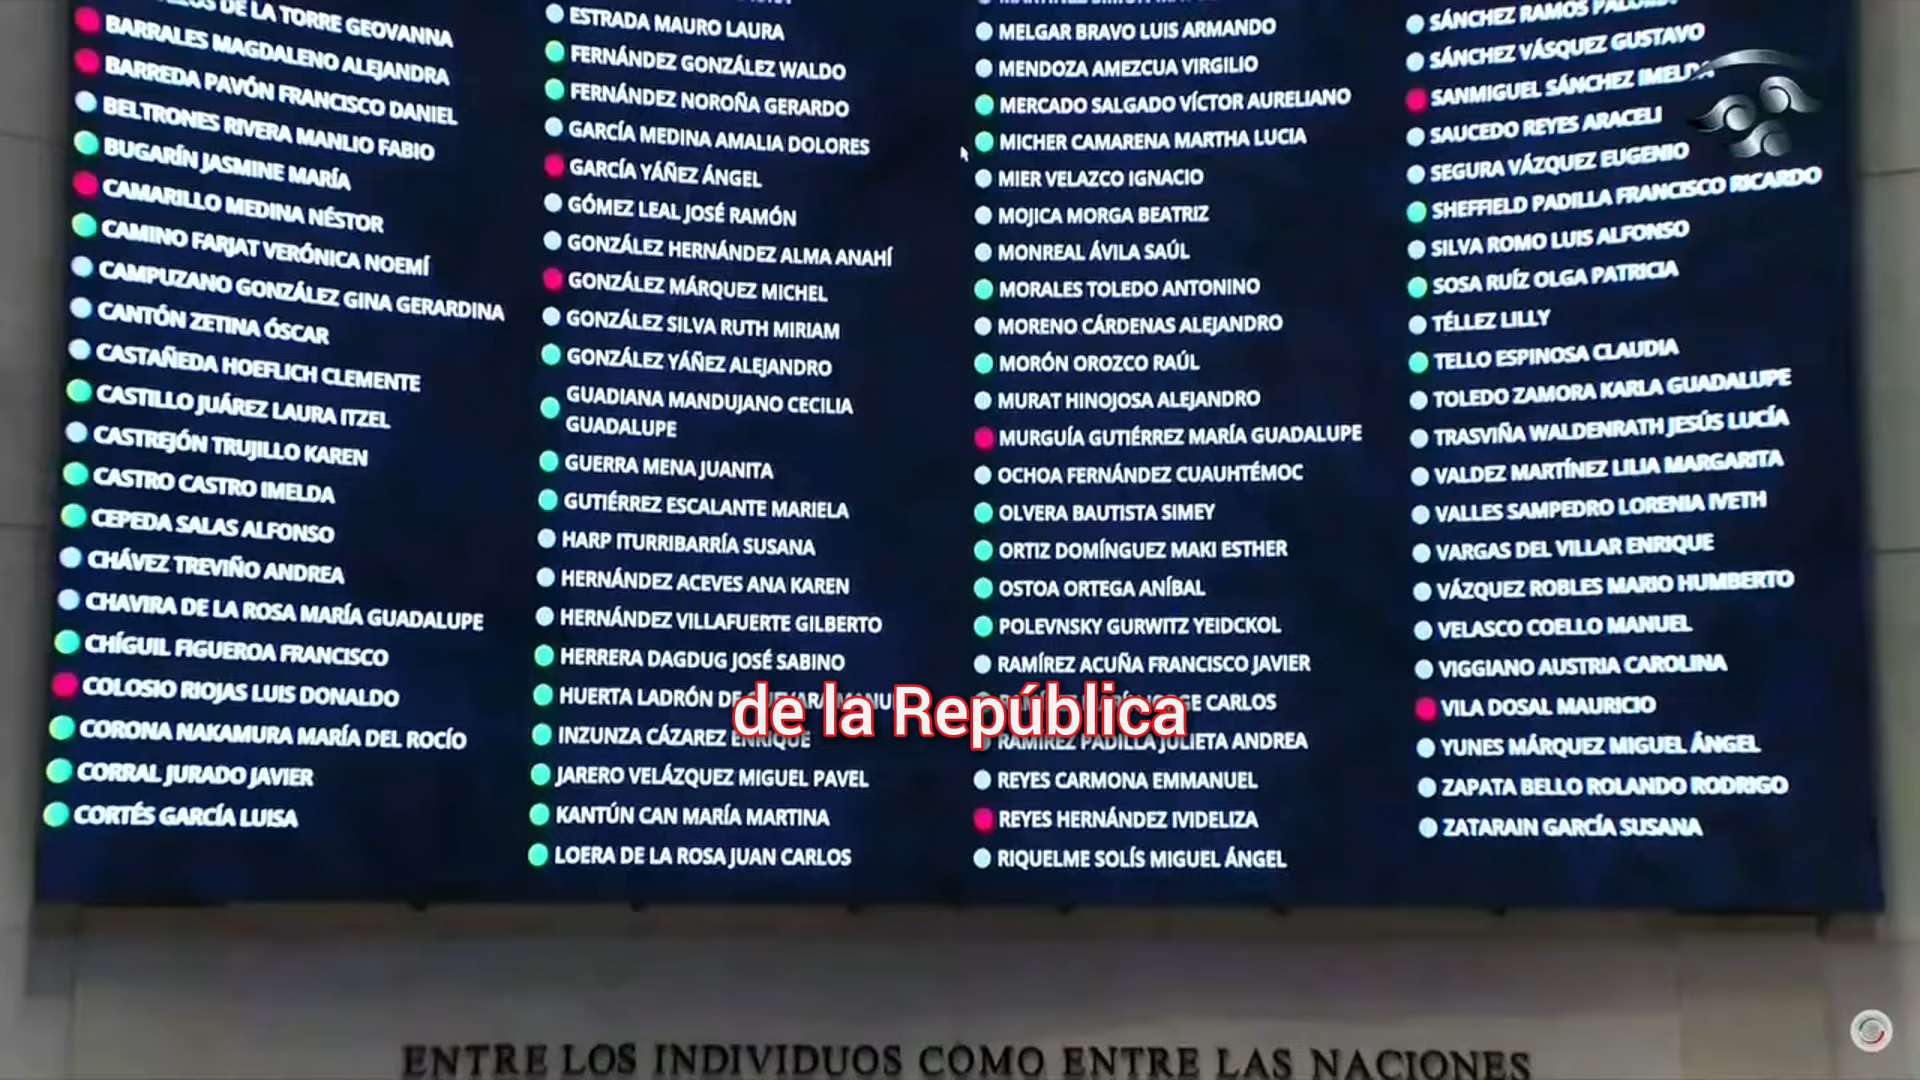 DE LA TORRE GEOVANNA
BARRALES MAGDALENO ALEJANDRA
BARREDA PAVÓN FRANCISCO DANIEL
BELTRONES RIVERA MANLIO FABIO
BUGARÍN JASMINE MARÍA
CAMARILLO MEDINA NÉSTOR
CAMINO FARJAT VERÓNICA NOEMÍ
CAMPUZANO GONZÁLEZ GINA GERARDINA
CANTÓN ZETINA ÓSCAR
CASTAÑEDA HOEFLICH CLEMENTE
CASTILLO JUÁREZ LAURA ITZEL
CASTREJÓN TRUJILLO KAREN
CASTRO CASTRO IMELDA
CEPEDA SALAS ALFONSO
CHÁVEZ TREVIÑO ANDREA
CHAVIRA DE LA ROSA MARÍA GUADALUPE
CHÍGUIL FIGUEROA FRANCISCO
COLOSIO RIOJAS LUIS DONALDO
CORONA NAKAMURA MARÍA DEL ROCÍO
CORRAL JURADO JAVIER
CORTÉS GARCÍA LUISA
ESTRADA MAURO LAURA
FERNÁNDEZ GONZÁLEZ WALDO
FERNÁNDEZ NOROÑA GERARDO
GARCÍA MEDINA AMALIA DOLORES
GARCÍA YÁÑEZ ÁNGEL
GÓMEZ LEAL JOSÉ RAMÓN
GONZÁLEZ HERNÁNDEZ ALMA ANAHÍ
GONZÁLEZ MÁRQUEZ MICHEL
GONZÁLEZ SILVA RUTH MIRIAM
GONZÁLEZ YÁÑEZ ALEJANDRO
GUADIANA MANDUJANO CECILIA
GUADALUPE
GUERRA MENA JUANITA
GUTIÉRREZ ESCALANTE MARIELA
HARP ITURRIBARRÍA SUSANA
HERNÁNDEZ ACEVES ANA KAREN
HERNÁNDEZ VILLAFUERTE GILBERTO
HERRERA DAGDUG JOSÉ SABINO
HUERTA LADRÓN DE
INZUNZA CÁZAREZ ENRIQUE
JARERO VELÁZQUEZ MIGUEL PAVEL
KANTÚN CAN MARÍA MARTINA
LOERA DE LA ROSA JUAN CARLOS
MELGAR BRAVO LUIS ARMANDO
MENDOZA AMEZCUA VIRGILIO
MERCADO SALGADO VÍCTOR AURELIANO
MICHER CAMARENA MARTHA LUCIA
MIER VELAZCO IGNACIO
MOJICA MORGA BEATRIZ
MONREAL ÁVILA SAÚL
MORALES TOLEDO ANTONINO
MORENO CÁRDENAS ALEJANDRO
MORÓN OROZCO RAÚL
MURAT HINOJOSA ALEJANDRO
MURGUÍA GUTIÉRREZ MARÍA GUADALUPE
OCHOA FERNÁNDEZ CUAUHTÉMOC
OLVERA BAUTISTA SIMEY
ORTIZ DOMÍNGUEZ MAKI ESTHER
OSTOA ORTEGA ANÍBAL
POLEVNSKY GURWITZ YEIDCKOL
RAMÍREZ ACUÑA FRANCISCO JAVIER
CARLOS
RAMÍREZ PADILLA JULIETA ANDREA
REYES CARMONA EMMANUEL
REYES HERNÁNDEZ IVIDELIZA
RIQUELME SOLÍS MIGUEL ÁNGEL
SÁNCHEZ RAMOS
SÁNCHEZ VÁSQUEZ GUSTAVO
SANMIGUEL SÁNCHEZ IMELDA
SAUCEDO REYES ARACELI
SEGURA VÁZQUEZ EUGENIO
SHEFFIELD PADILLA FRANCISCO RICARDO
SILVA ROMO LUIS ALFONSO
SOSA RUÍZ OLGA PATRICIA
TÉLLEZ LILLY
TELLO ESPINOSA CLAUDIA
TOLEDO ZAMORA KARLA GUADALUPE
TRASVIÑA WALDENRATH JESÚS LUCÍA
VALDEZ MARTÍNEZ LILIA MARGARITA
VALLES SAMPEDRO LORENIA IVETH
VARGAS DEL VILLAR ENRIQUE
VÁZQUEZ ROBLES MARIO HUMBERTO
VELASCO COELLO MANUEL
VIGGIANO AUSTRIA CAROLINA
VILA DOSAL MAURICIO
YUNES MÁRQUEZ MIGUEL ÁNGEL
ZAPATA BELLO ROLANDO RODRIGO
ZATARAIN GARCÍA SUSANA
de la República
ENTRE LOS INDIVIDUOS COMO ENTRE LAS NACIONES